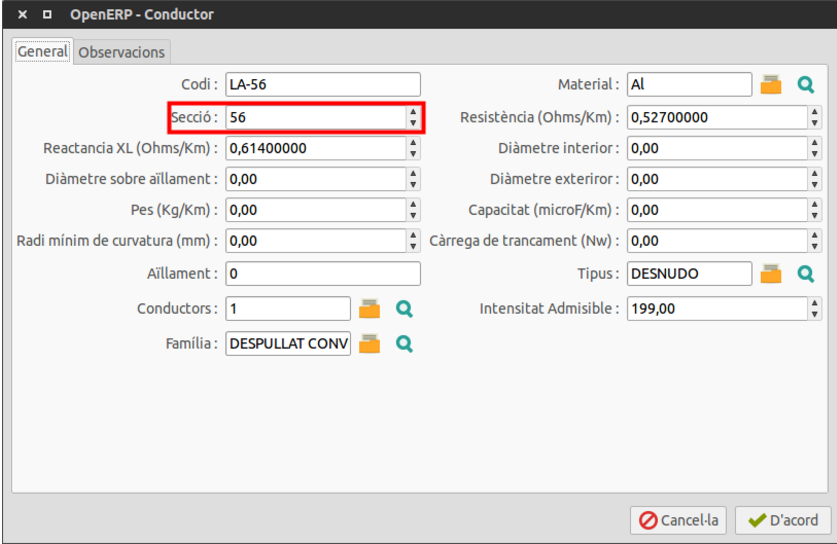 OpenERP - Conductor
General Observacions
Codi : LA-56 Material : Al
Secció : 56 Resistència (Ohms/Km) : 0,52700000
Reactancia XL (Ohms/Km) : 0,61400000 Diàmetre interior : 0,00
Diàmetre sobre aïllament : 0,00 Diàmetre exteriror : 0,00
Pes (Kg/Km) : 0,00 Capacitat (microF/Km) : 0,00
Radi mínim de curvatura (mm) : 0,00 Càrrega de trancament (Nw) : 0,00
Aïllament : 0 Tipus : DESNUDO
Conductors : 1 Intensitat Admisible : 199,00
Família : DESPULLAT CONV
Cancel·la D'acord